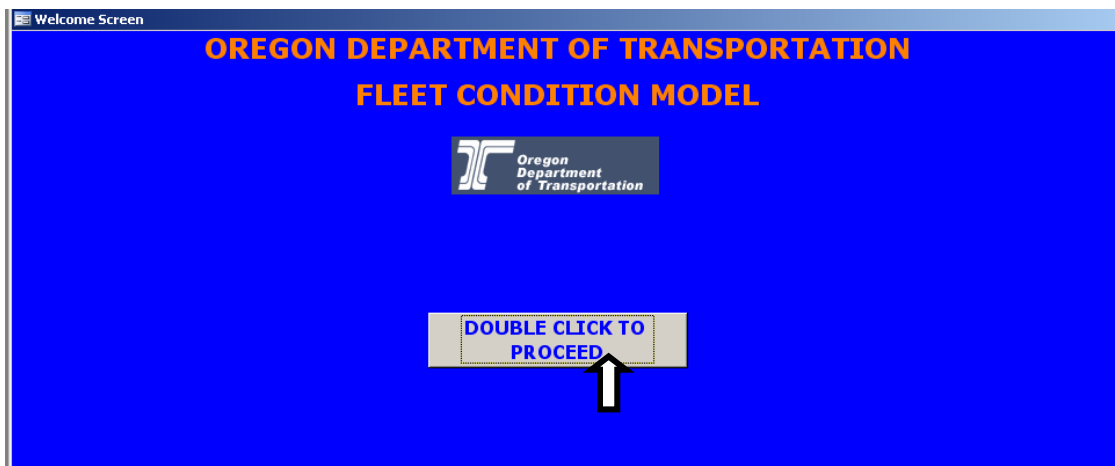 Welcome Screen
OREGON DEPARTMENT OF TRANSPORTATION
FLEET CONDITION MODEL
Oregon
Department
of Transportation
DOUBLE CLICK TO
PROCEED